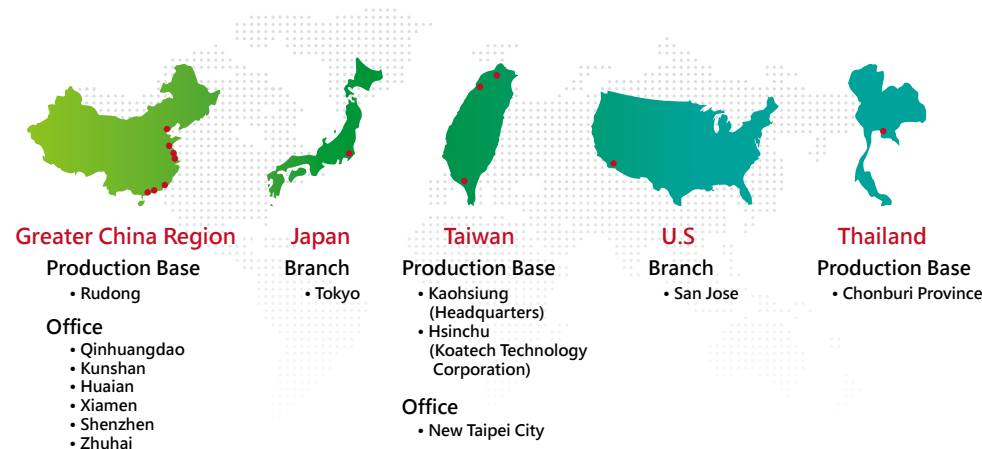 Greater China Region
Production Base
• Rudong
Office
• Qinhuangdao
• Kunshan
• Huaian
• Xiamen
• Shenzhen
• Zhuhai
Japan
Branch
• Tokyo
Taiwan
Production Base
• Kaohsiung
(Headquarters)
• Hsinchu
(Koatech Technology
Corporation)
Office
• New Taipei City
U.S
Branch
• San Jose
Thailand
Production Base
• Chonburi Province